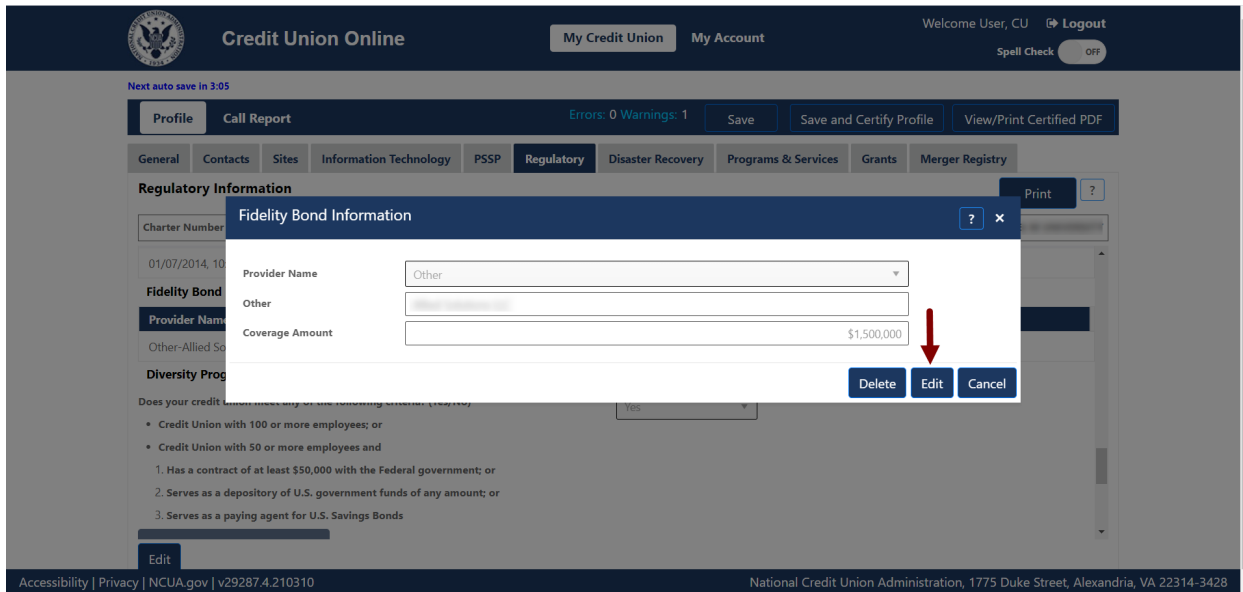 Welcome User, CU Logout
Credit Union Online My Credit Union My Account
Spell Check OFF
Next auto save in 3:05
Profile Call Report Errors: 0 Warnings: 1 Save Save and Certify Profile View/Print Certified PDF
General Contacts Sites Information Technology PSSP Regulatory Disaster Recovery Programs & Services Grants Merger Registry
Regulatory Information Print ?
Fidelity Bond Information ? ×
Charter Number
01/07/2014, 10
Provider Name Other
Fidelity Bond
Other
Provider Name
Coverage Amount $1,500,000
Other-Allied So
Diversity Prog
Delete Edit Cancel
Does your credit union meet any of the following criteria? (Yes/No) Yes
• Credit Union with 100 or more employees; or
• Credit Union with 50 or more employees and
1. Has a contract of at least $50,000 with the Federal government; or
2. Serves as a depository of U.S. government funds of any amount; or
3. Serves as a paying agent for U.S. Savings Bonds
Edit
Accessibility | Privacy | NCUA.gov | v29287.4.210310 National Credit Union Administration, 1775 Duke Street, Alexandria, VA 22314-3428